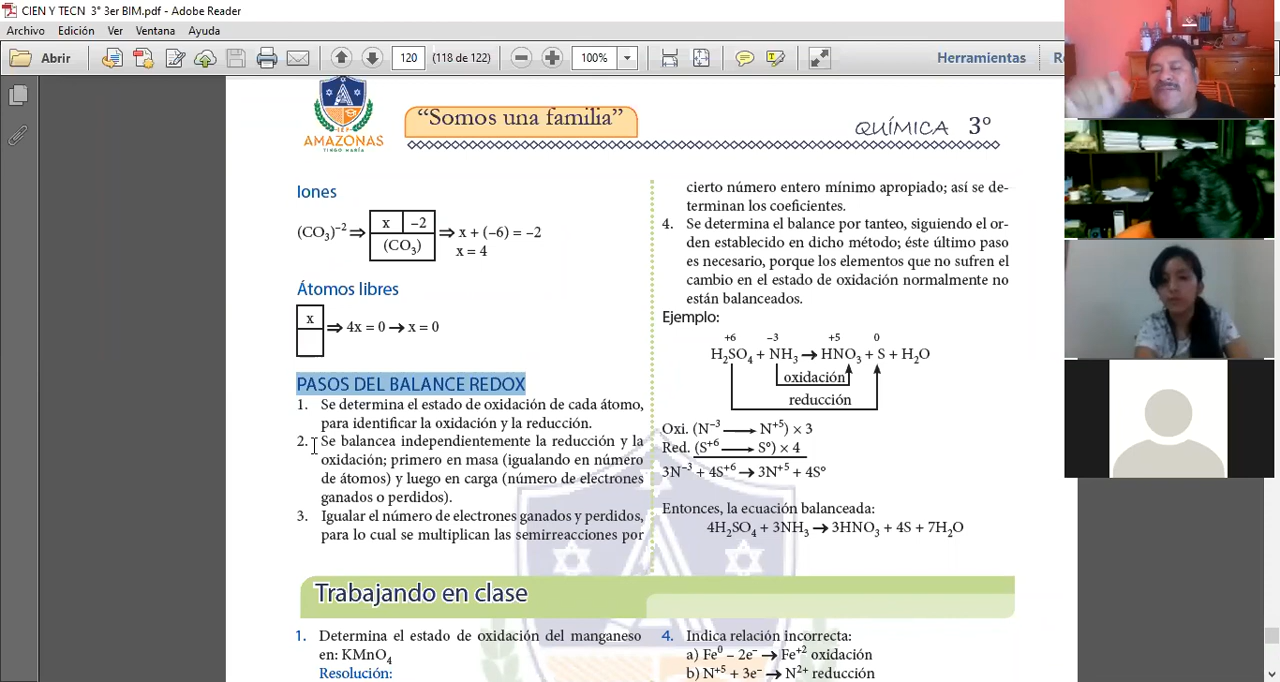 CIEN Y TECN 3° 3er BIM.pdf - Adobe Reader
Archivo Edición Ver Ventana Ayuda
Abrir 120 (118 de 122) 100% Herramientas
AMAZONAS
TINGO MARÍA
“Somos una familia”
QUÍMICA 3°
Iones
(CO₃)⁻² ⇒ x −2 (CO₃) ⇒ x + (−6) = −2
x = 4
Átomos libres
x ⇒ 4x = 0 → x = 0
PASOS DEL BALANCE REDOX
1. Se determina el estado de oxidación de cada átomo,
para identificar la oxidación y la reducción.
2. Se balancea independientemente la reducción y la
oxidación; primero en masa (igualando en número
de átomos) y luego en carga (número de electrones
ganados o perdidos).
3. Igualar el número de electrones ganados y perdidos,
para lo cual se multiplican las semirreacciones por
cierto número entero mínimo apropiado; así se de-
terminan los coeficientes.
4. Se determina el balance por tanteo, siguiendo el or-
den establecido en dicho método; éste último paso
es necesario, porque los elementos que no sufren el
cambio en el estado de oxidación normalmente no
están balanceados.
Ejemplo:
+6 −3 +5 0
H₂SO₄ + NH₃ → HNO₃ + S + H₂O
oxidación
reducción
Oxi. (N⁻³ → N⁺⁵) × 3
Red. (S⁺⁶ → S°) × 4
3N⁻³ + 4S⁺⁶ → 3N⁺⁵ + 4S°
Entonces, la ecuación balanceada:
4H₂SO₄ + 3NH₃ → 3HNO₃ + 4S + 7H₂O
Trabajando en clase
1. Determina el estado de oxidación del manganeso
en: KMnO₄
Resolución:
4. Indica relación incorrecta:
a) Fe⁰ – 2e⁻ → Fe⁺² oxidación
b) N⁺⁵ + 3e⁻ → N²⁺ reducción